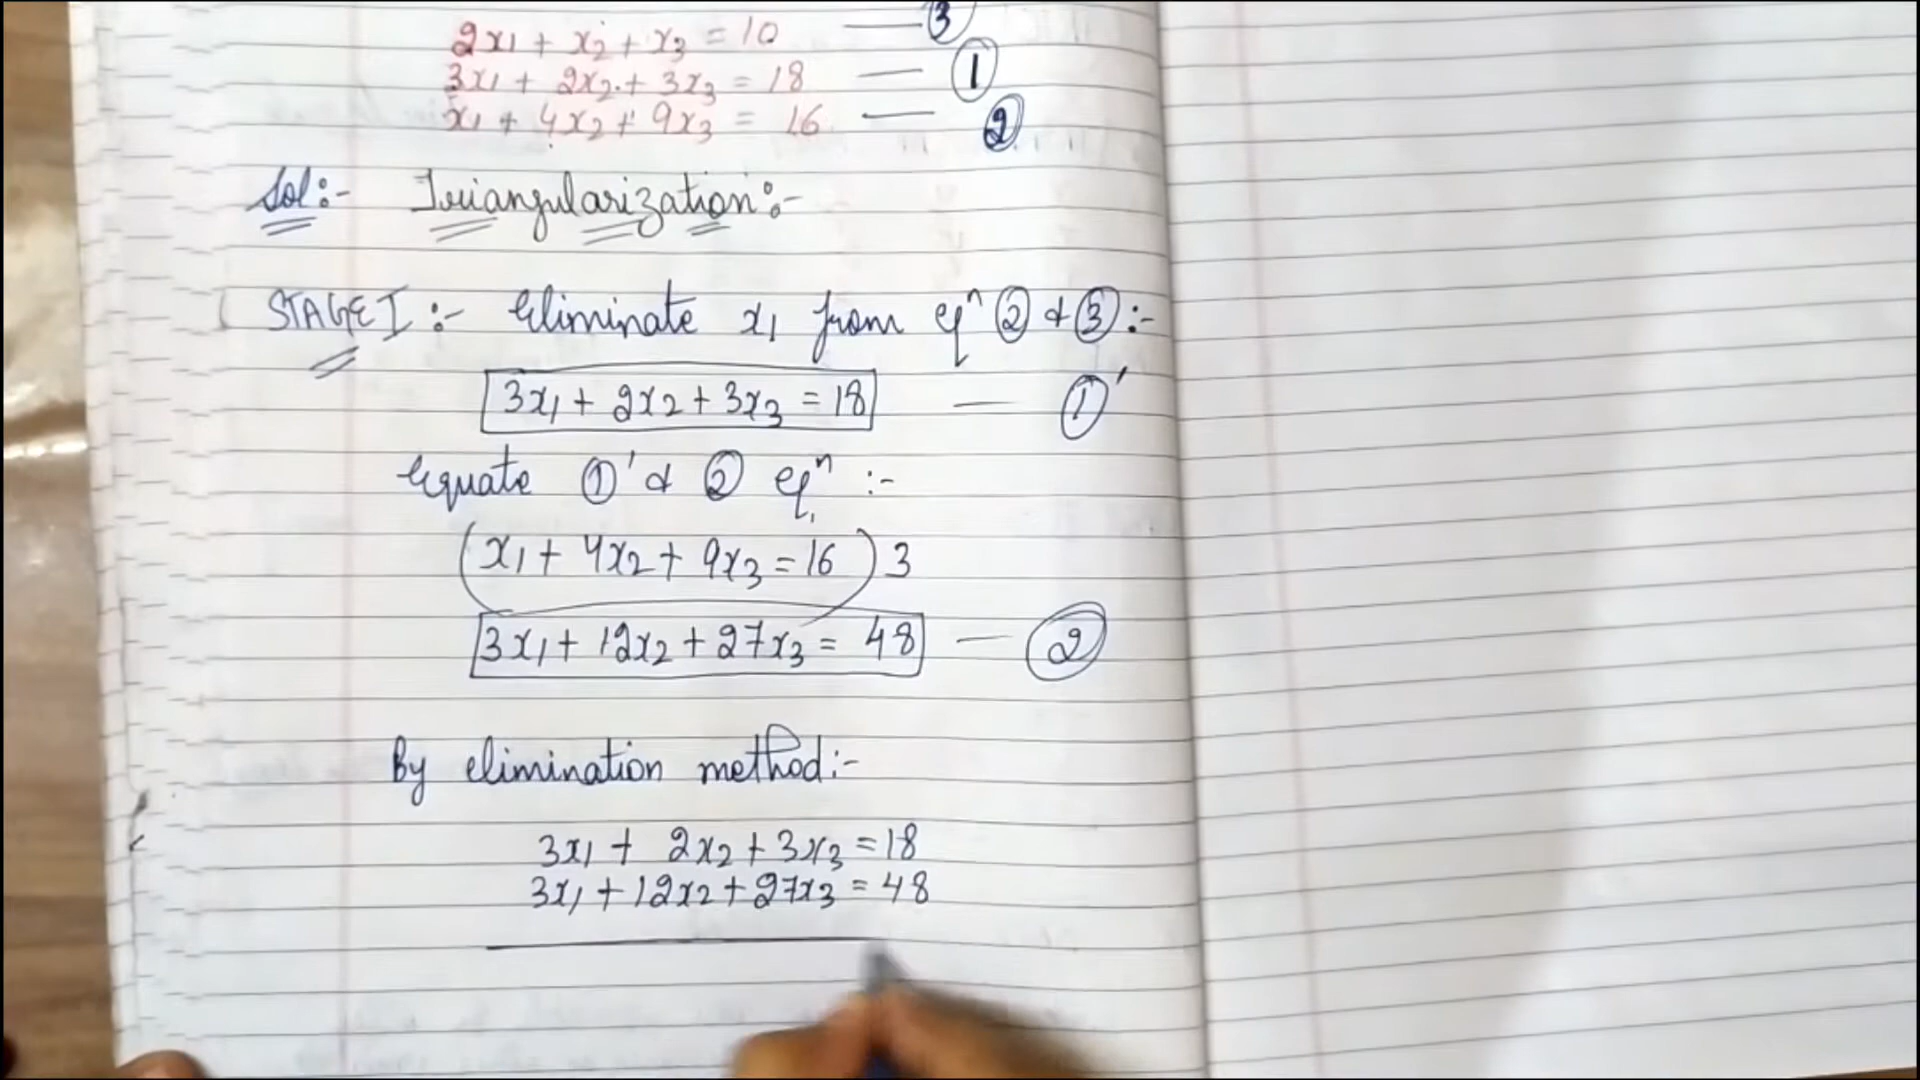 2x₁ + x₂ + x₃ = 10 — ③
3x₁ + 2x₂ + 3x₃ = 18 — ①
x₁ + 4x₂ + 9x₃ = 16 — ②
Sol:- Triangularization:-
STAGE I :- Eliminate x₁ from eqⁿ ② & ③:-
3x₁ + 2x₂ + 3x₃ = 18 — ①'
Equate ①' & ② eqⁿ :-
(x₁ + 4x₂ + 9x₃ = 16) 3
3x₁ + 12x₂ + 27x₃ = 48 — ②
By elimination method:-
3x₁ + 2x₂ + 3x₃ = 18
3x₁ + 12x₂ + 27x₃ = 48